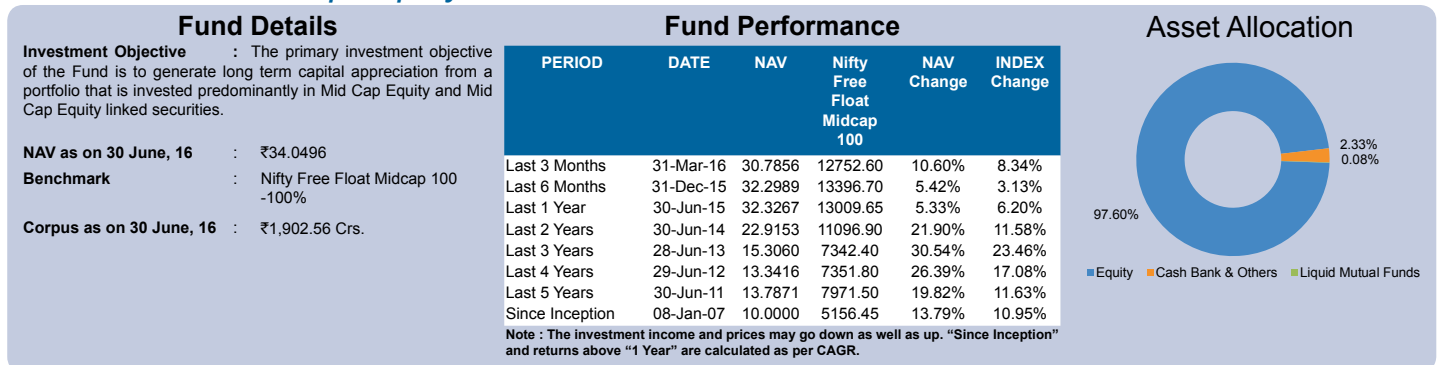 Fund Details
Investment Objective : The primary investment objective
of the Fund is to generate long term capital appreciation from a
portfolio that is invested predominantly in Mid Cap Equity and Mid
Cap Equity linked securities.
NAV as on 30 June, 16 : ₹34.0496
Benchmark : Nifty Free Float Midcap 100
-100%
Corpus as on 30 June, 16 : ₹1,902.56 Crs.
Fund Performance
PERIOD DATE NAV Nifty Free Float Midcap 100 NAV Change INDEX Change
Last 3 Months 31-Mar-16 30.7856 12752.60 10.60% 8.34%
Last 6 Months 31-Dec-15 32.2989 13396.70 5.42% 3.13%
Last 1 Year 30-Jun-15 32.3267 13009.65 5.33% 6.20%
Last 2 Years 30-Jun-14 22.9153 11096.90 21.90% 11.58%
Last 3 Years 28-Jun-13 15.3060 7342.40 30.54% 23.46%
Last 4 Years 29-Jun-12 13.3416 7351.80 26.39% 17.08%
Last 5 Years 30-Jun-11 13.7871 7971.50 19.82% 11.63%
Since Inception 08-Jan-07 10.0000 5156.45 13.79% 10.95%
Note : The investment income and prices may go down as well as up. “Since Inception”
and returns above “1 Year” are calculated as per CAGR.
Asset Allocation
2.33%
0.08%
97.60%
Equity Cash Bank & Others Liquid Mutual Funds